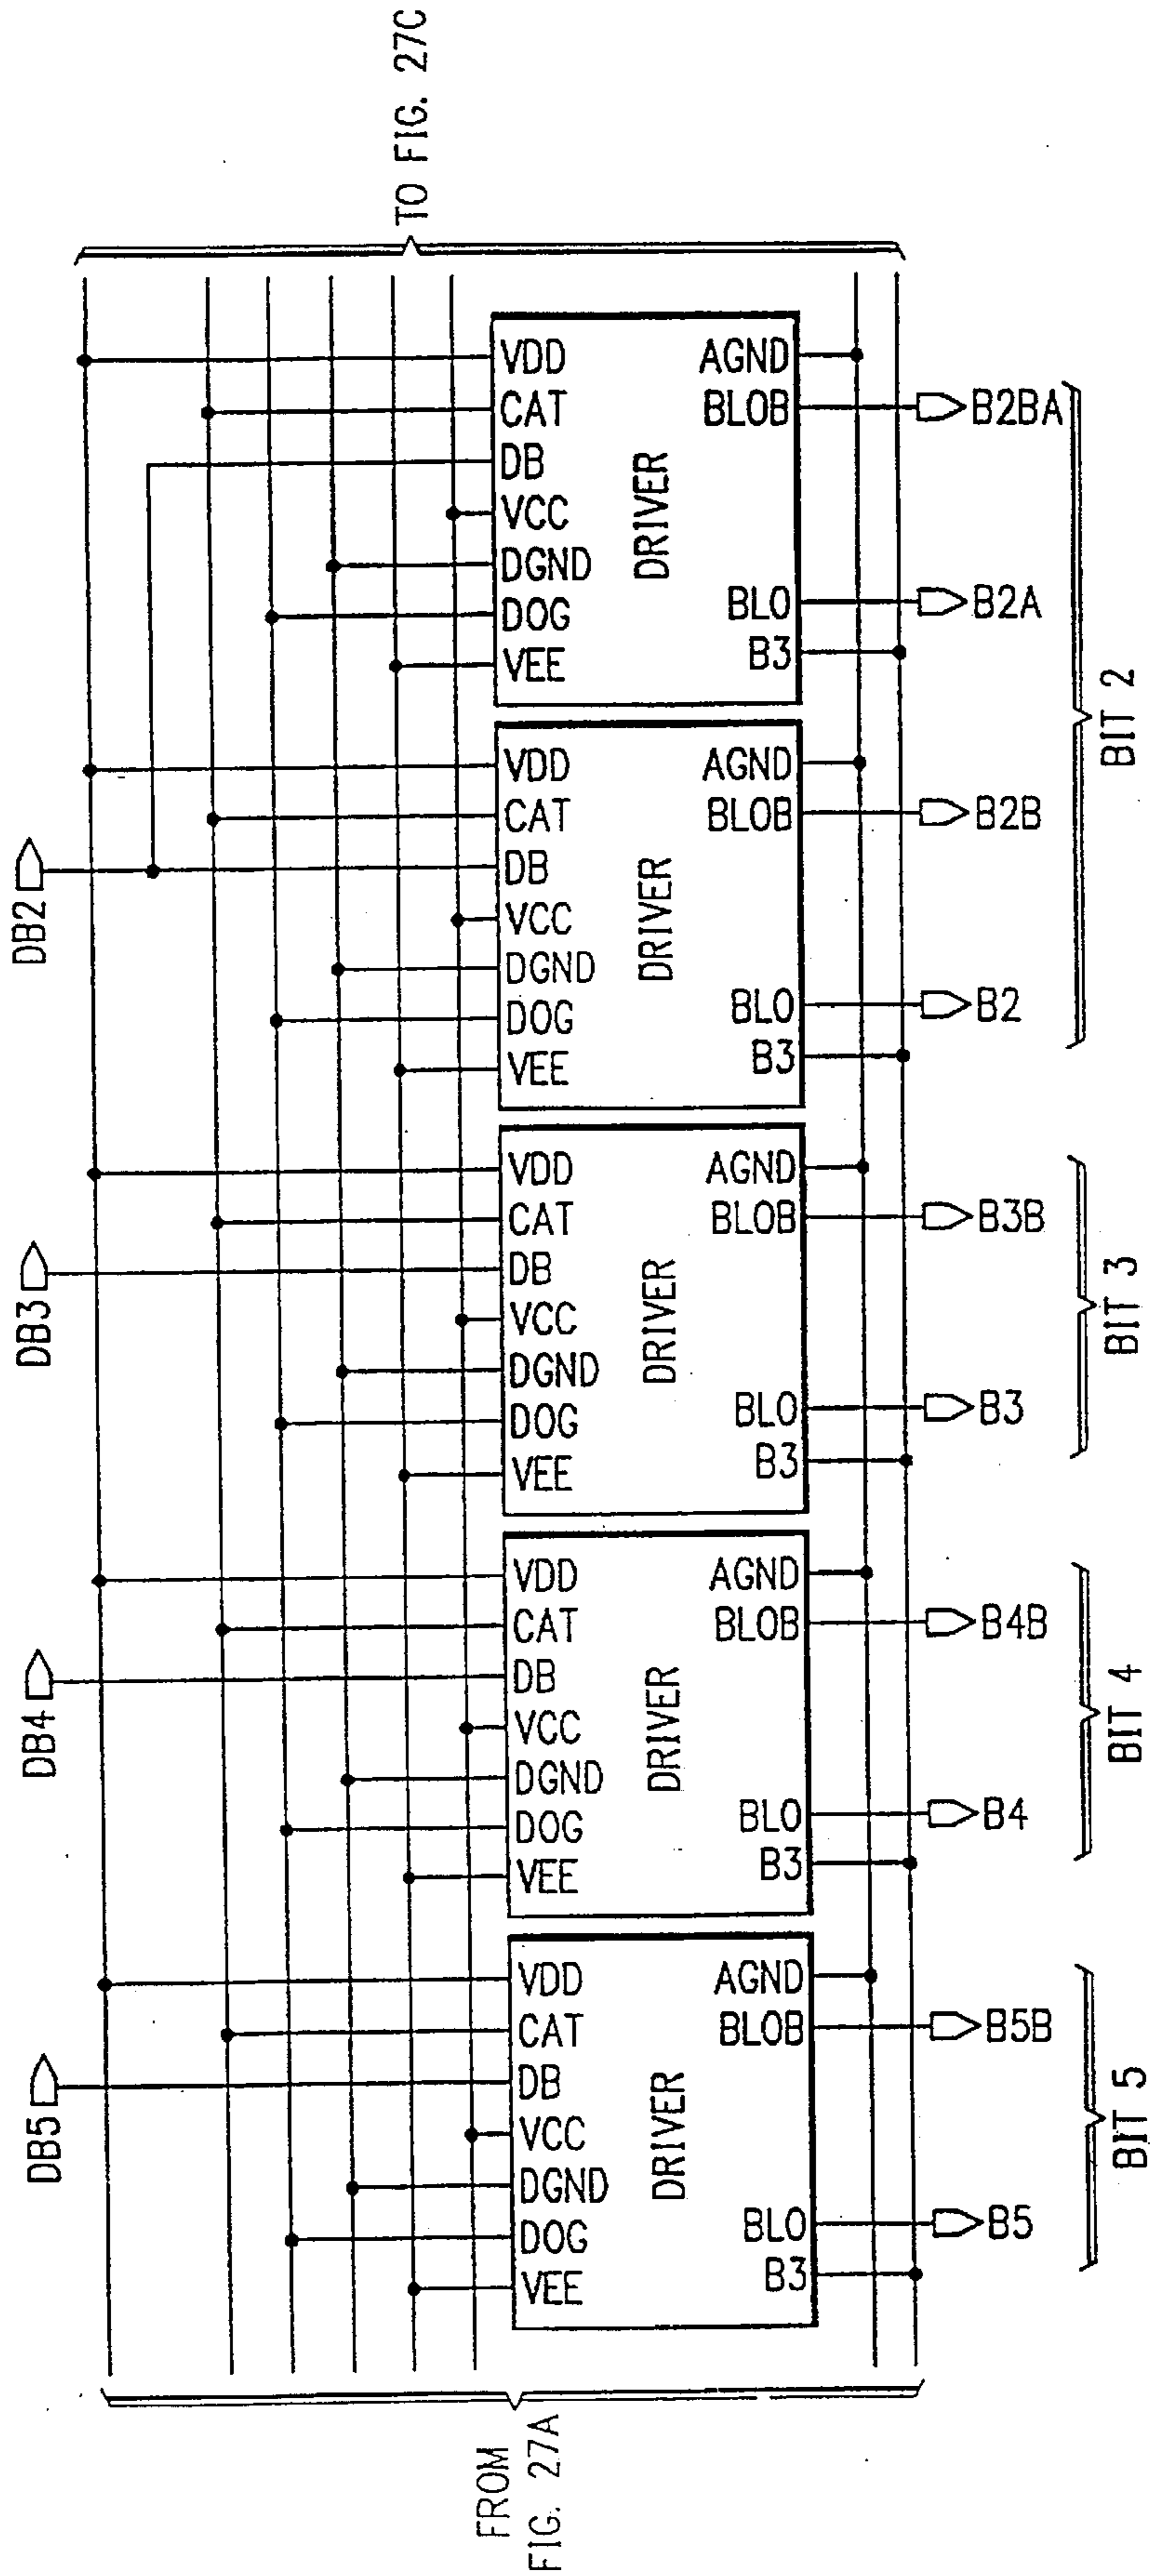 TO FIG. 27C
DB2
VDD
CAT
DB
VCC
DGND
DOG
VEE
DRIVER
AGND
BLOB
BLO
B3
B2BA
B2A
VDD
CAT
DB
VCC
DGND
DOG
VEE
DRIVER
AGND
BLOB
BLO
B3
B2B
B2
BIT 2
DB3
VDD
CAT
DB
VCC
DGND
DOG
VEE
DRIVER
AGND
BLOB
BLO
B3
B3B
B3
BIT 3
DB4
VDD
CAT
DB
VCC
DGND
DOG
VEE
DRIVER
AGND
BLOB
BLO
B3
B4B
B4
BIT 4
DB5
VDD
CAT
DB
VCC
DGND
DOG
VEE
DRIVER
AGND
BLOB
BLO
B3
B5B
B5
BIT 5
FROM
FIG. 27A